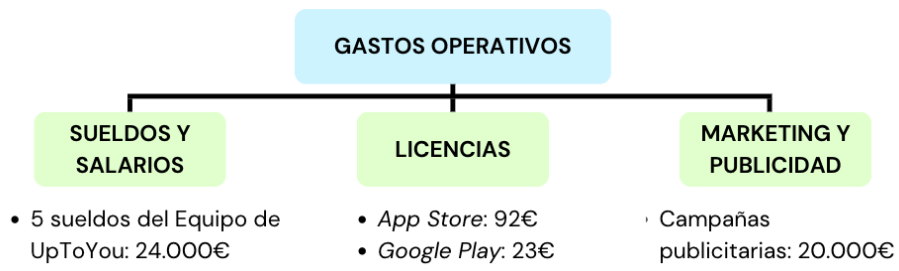 GASTOS OPERATIVOS
SUELDOS Y
SALARIOS
• 5 sueldos del Equipo de
UpToYou: 24.000€
LICENCIAS
• App Store: 92€
• Google Play: 23€
MARKETING Y
PUBLICIDAD
• Campañas
publicitarias: 20.000€